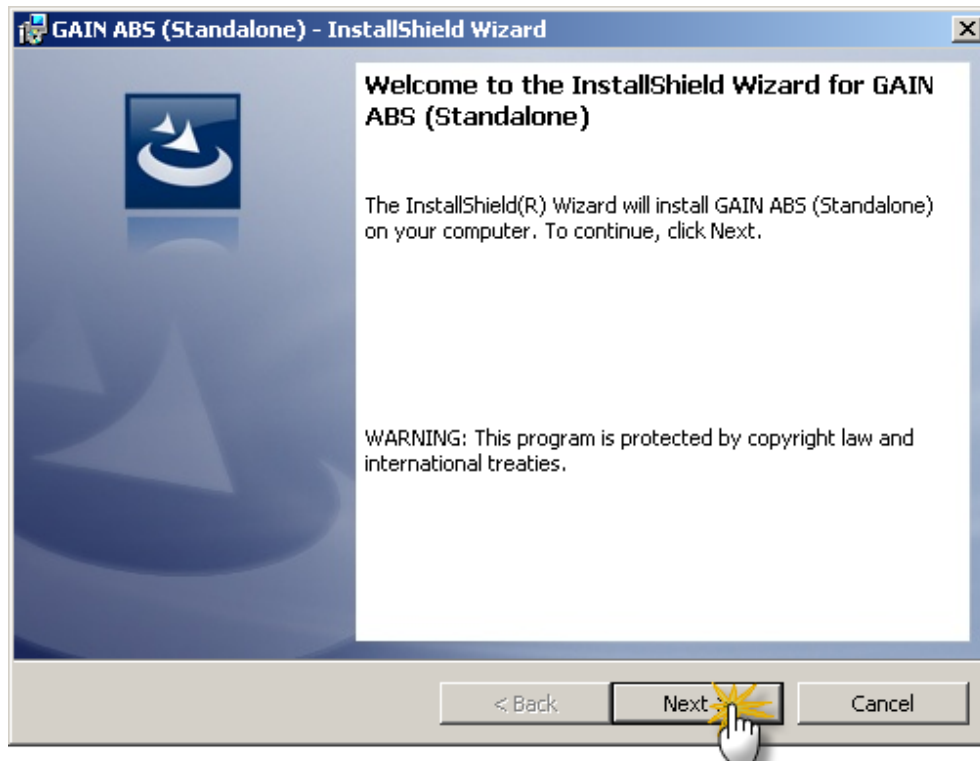 GAIN ABS (Standalone) - InstallShield Wizard
Welcome to the InstallShield Wizard for GAIN
ABS (Standalone)
The InstallShield(R) Wizard will install GAIN ABS (Standalone)
on your computer. To continue, click Next.
WARNING: This program is protected by copyright law and
international treaties.
< Back
Next
Cancel